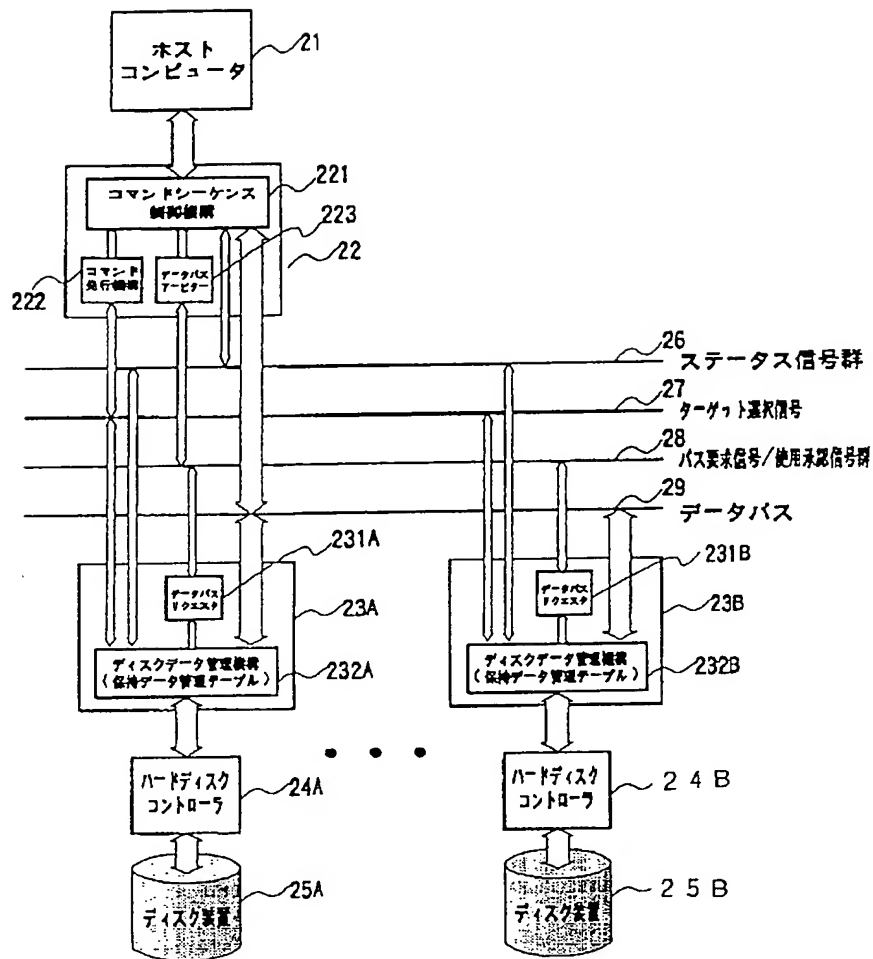 ホスト
コンピュータ
21
コマンドシーケンス
制御機構
221
223
22
コマンド
発行機構
222
データバス
アービター
26
ステータス信号群
27
ターゲット選択信号
28
バス要求信号/使用承認信号群
29
データバス
データバス
リクエスタ
231A
23A
ディスクデータ管理機構
(保持データ管理テーブル)
232A
データバス
リクエスタ
231B
23B
ディスクデータ管理機構
(保持データ管理テーブル)
232B
• • •
ハードディスク
コントローラ
24A
ハードディスク
コントローラ
24B
ディスク装置
25A
ディスク装置
25B